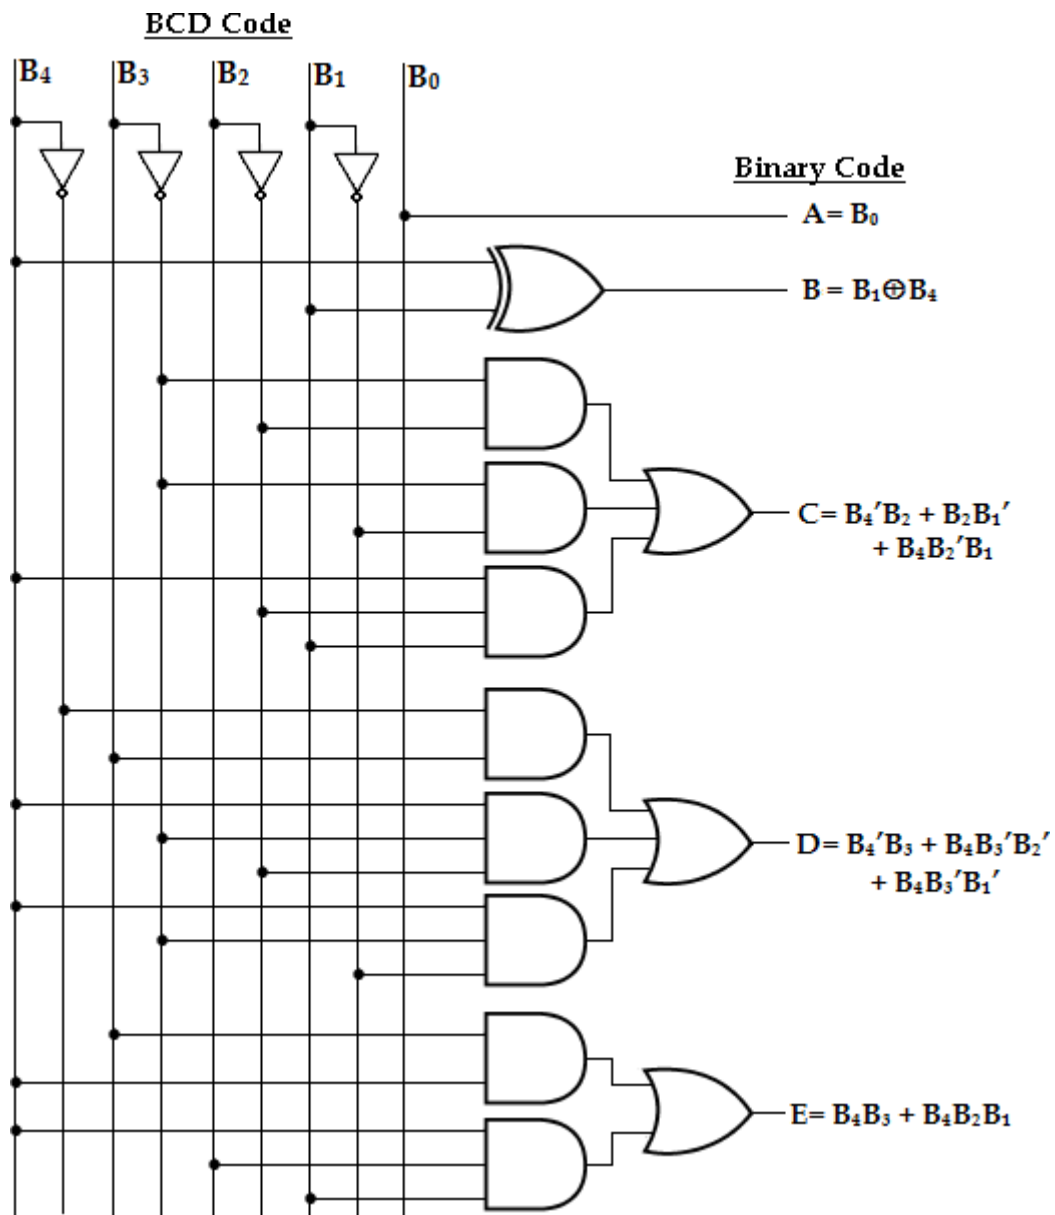 BCD Code
B₄ B₃ B₂ B₁ B₀
Binary Code
A = B₀
B = B₁⊕B₄
C= B₄′B₂ + B₂B₁′
+ B₄B₂′B₁
D= B₄′B₃ + B₄B₃′B₂′
+ B₄B₃′B₁′
E= B₄B₃ + B₄B₂B₁